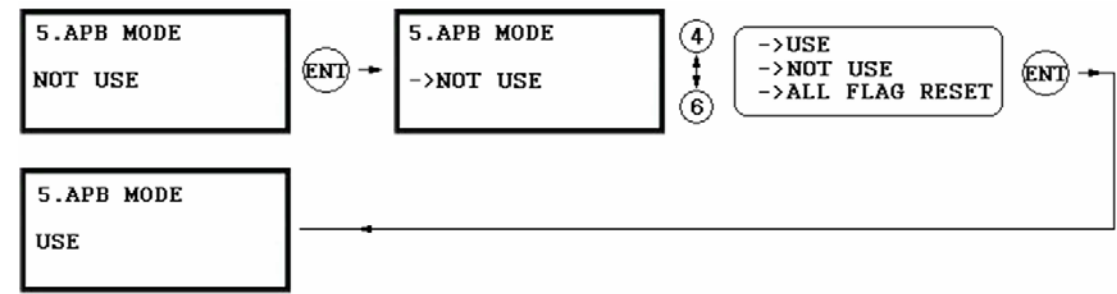 5.APB MODE
NOT USE
ENT
5.APB MODE
->NOT USE
4
6
->USE
->NOT USE
->ALL FLAG RESET
ENT
5.APB MODE
USE